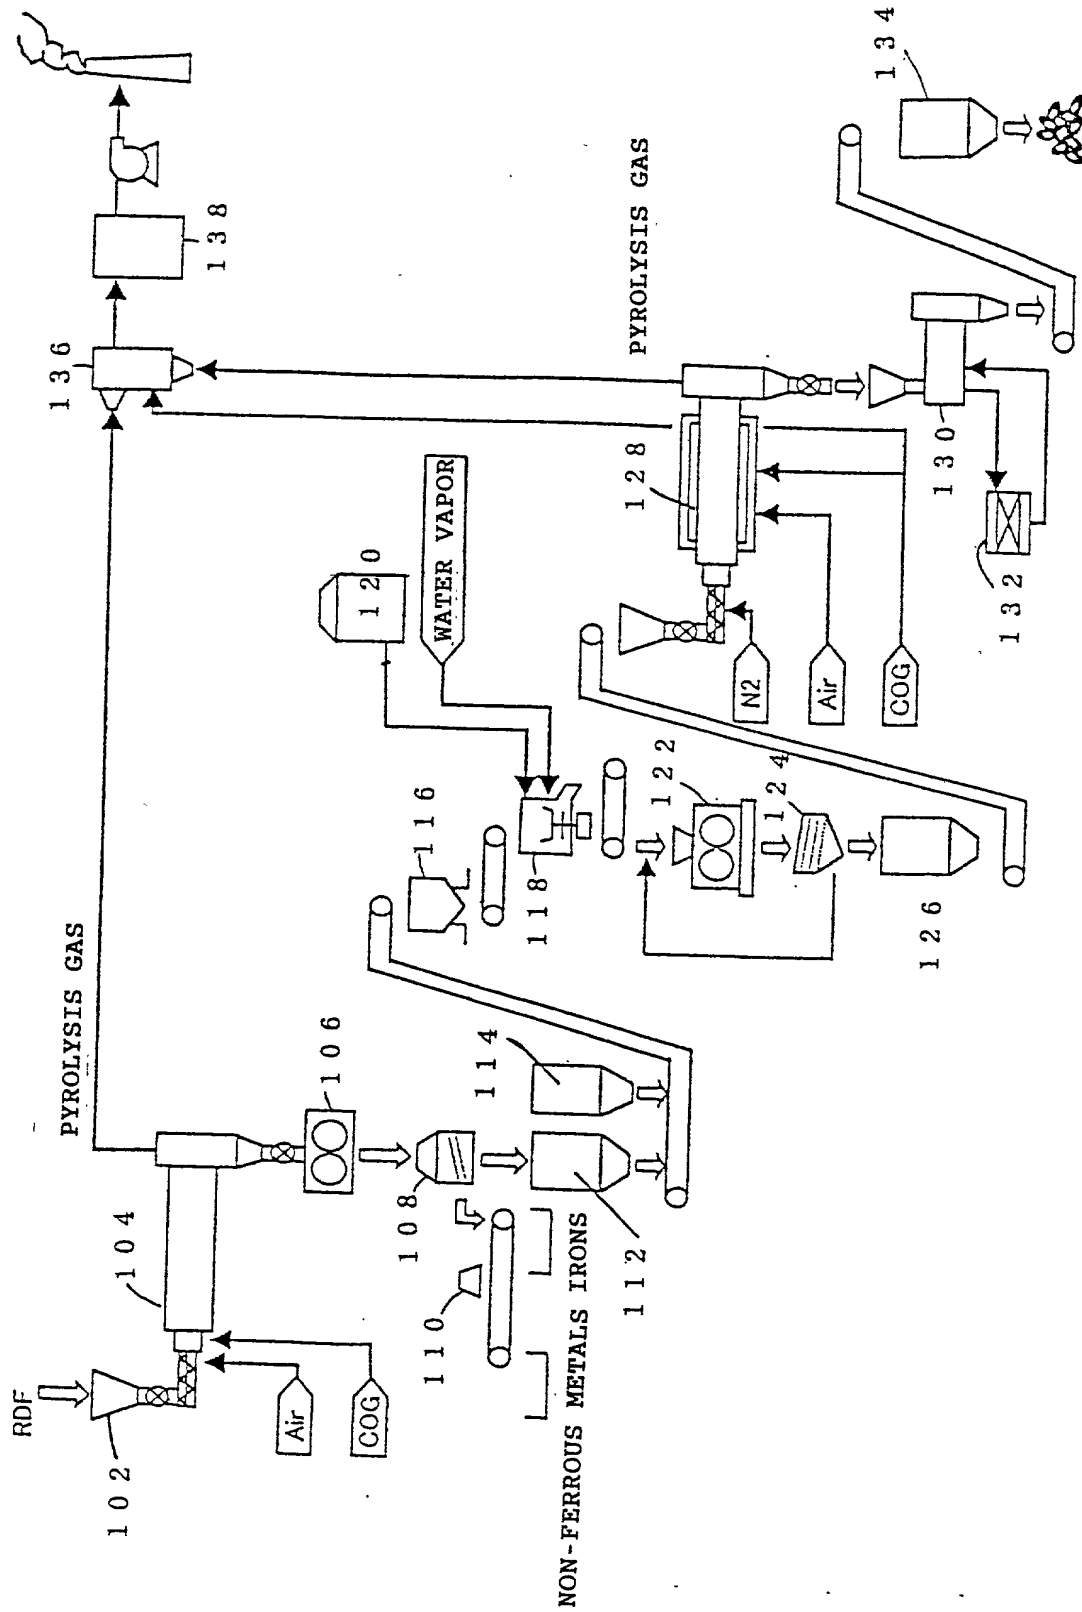 RDF
102
104
PYROLYSIS GAS
Air
COG
106
108
110
NON-FERROUS METALS IRONS
112
114
116
118
120
WATER VAPOR
122
124
126
N2
Air
COG
128
PYROLYSIS GAS
130
132
134
136
138